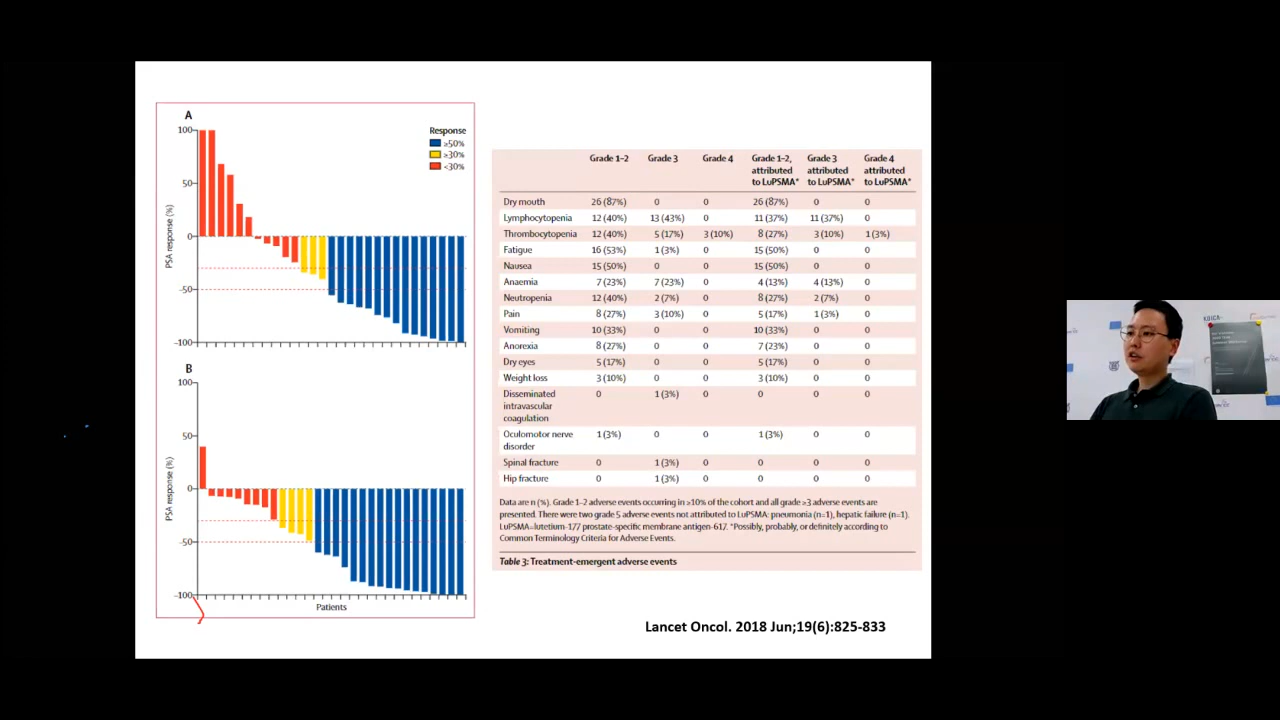 A
Response
≥50%
≥30%
<30%
100
50
0
-50
-100
PSA response (%)
B
100
50
0
-50
-100
PSA response (%)
Patients
Grade 1–2 Grade 3 Grade 4 Grade 1–2, attributed to LuPSMA* Grade 3 attributed to LuPSMA* Grade 4 attributed to LuPSMA*
Dry mouth 26 (87%) 0 0 26 (87%) 0 0
Lymphocytopenia 12 (40%) 13 (43%) 0 11 (37%) 11 (37%) 0
Thrombocytopenia 12 (40%) 5 (17%) 3 (10%) 8 (27%) 3 (10%) 1 (3%)
Fatigue 16 (53%) 1 (3%) 0 15 (50%) 0 0
Nausea 15 (50%) 0 0 15 (50%) 0 0
Anaemia 7 (23%) 7 (23%) 0 4 (13%) 4 (13%) 0
Neutropenia 12 (40%) 2 (7%) 0 8 (27%) 2 (7%) 0
Pain 8 (27%) 3 (10%) 0 5 (17%) 1 (3%) 0
Vomiting 10 (33%) 0 0 10 (33%) 0 0
Anorexia 8 (27%) 0 0 7 (23%) 0 0
Dry eyes 5 (17%) 0 0 5 (17%) 0 0
Weight loss 3 (10%) 0 0 3 (10%) 0 0
Disseminated 0 1 (3%) 0 0 0 0
intravascular
coagulation
Oculomotor nerve 1 (3%) 0 0 1 (3%) 0 0
disorder
Spinal fracture 0 1 (3%) 0 0 0 0
Hip fracture 0 1 (3%) 0 0 0 0
Data are n (%). Grade 1–2 adverse events occurring in ≥10% of the cohort and all grade ≥3 adverse events are
presented. There were two grade 5 adverse events not attributed to LuPSMA: pneumonia (n=1), hepatic failure (n=1).
LuPSMA=lutetium-177 prostate-specific membrane antigen-617. *Possibly, probably, or definitely according to
Common Terminology Criteria for Adverse Events.
Table 3: Treatment-emergent adverse events
Lancet Oncol. 2018 Jun;19(6):825-833
KOICA